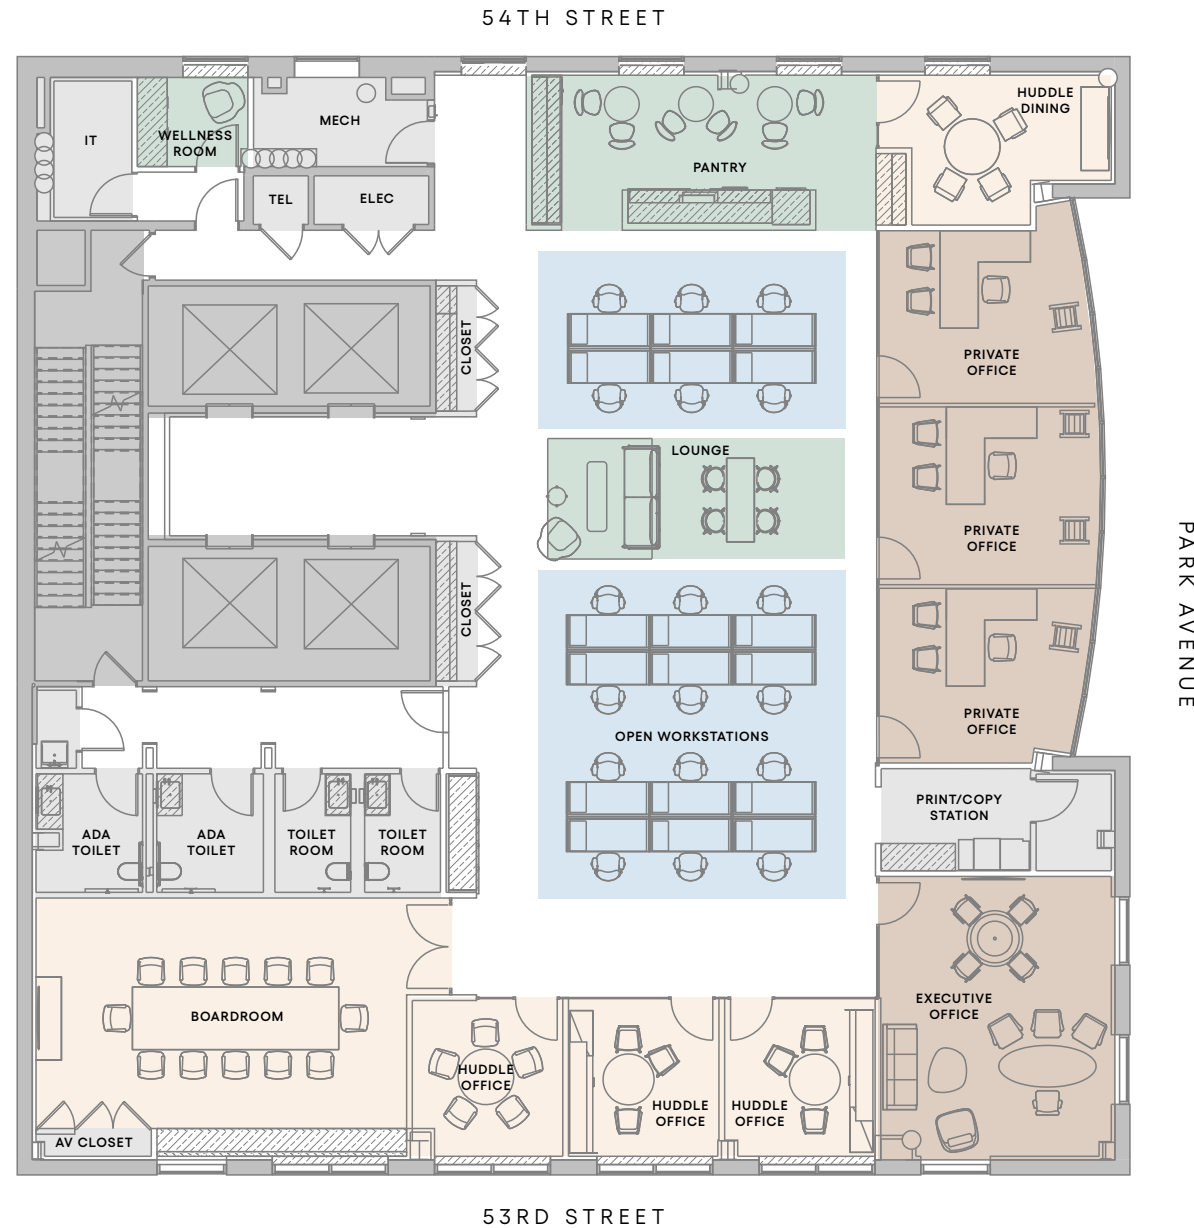 54TH STREET
HUDDLE
DINING
MECH
IT
WELLNESS
ROOM
PANTRY
TEL
ELEC
CLOSET
PRIVATE
OFFICE
LOUNGE
PRIVATE
OFFICE
PARK AVENUE
CLOSET
PRIVATE
OFFICE
OPEN WORKSTATIONS
PRINT/COPY
STATION
ADA
TOILET
ADA
TOILET
TOILET
ROOM
TOILET
ROOM
EXECUTIVE
OFFICE
BOARDROOM
HUDDLE
OFFICE
HUDDLE
OFFICE
HUDDLE
OFFICE
AV CLOSET
53RD STREET